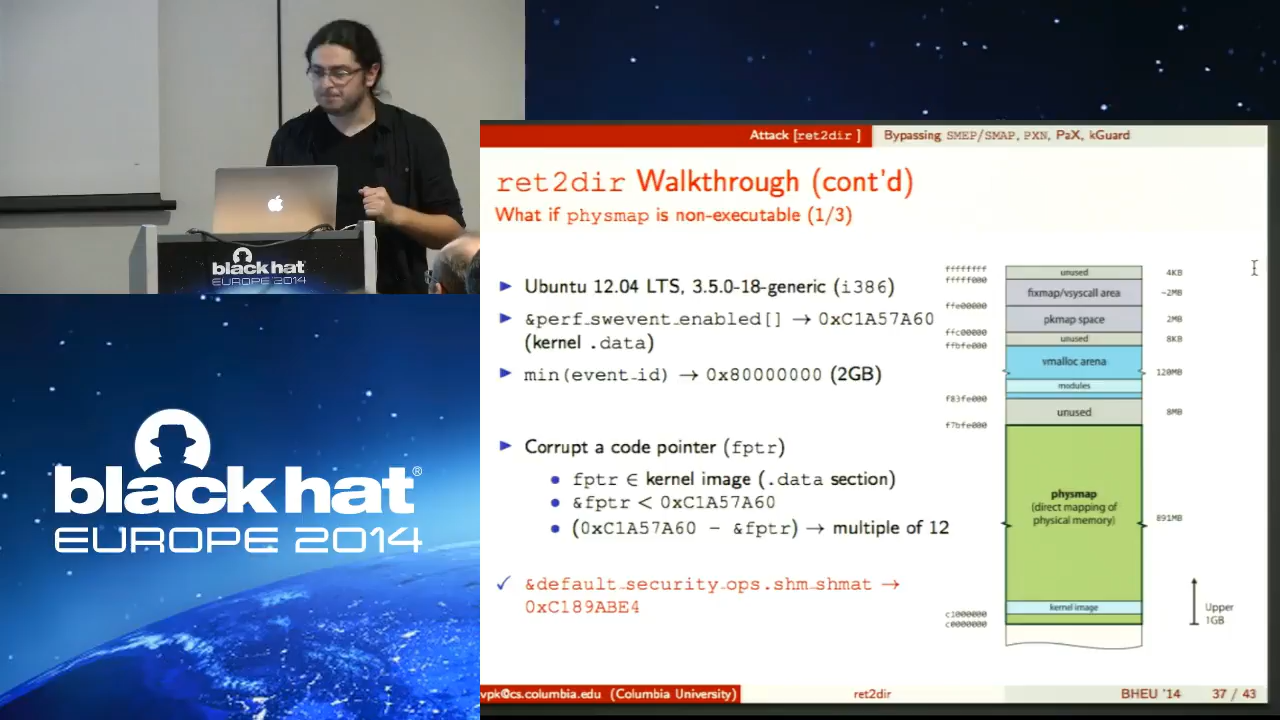 black hat
EUROPE 2014
black hat®
EUROPE 2014
Attack [ret2dir ] Bypassing SMEP/SMAP, PXN, PaX, kGuard
ret2dir Walkthrough (cont'd)
What if physmap is non-executable (1/3)
Ubuntu 12.04 LTS, 3.5.0-18-generic (i386)
&perf_swevent_enabled[] → 0xC1A57A60
(kernel .data)
min(event_id) → 0x80000000 (2GB)
Corrupt a code pointer (fptr)
fptr ∈ kernel image (.data section)
&fptr < 0xC1A57A60
(0xC1A57A60 − &fptr) → multiple of 12
✓ &default_security_ops.shm_shmat →
0xC189ABE4
ffffffff
unused 4KB
fffff000
fixmap/vsyscall area ~2MB
ffe00000
pkmap space 2MB
ffc00000
unused 8KB
ffbfe000
vmalloc arena
120MB
modules
f83fe000
unused 8MB
f7bfe000
physmap
(direct mapping of
physical memory)
891MB
kernel image
c1000000
c0000000
Upper
1GB
vpk@cs.columbia.edu (Columbia University) ret2dir BHEU '14 37 / 43